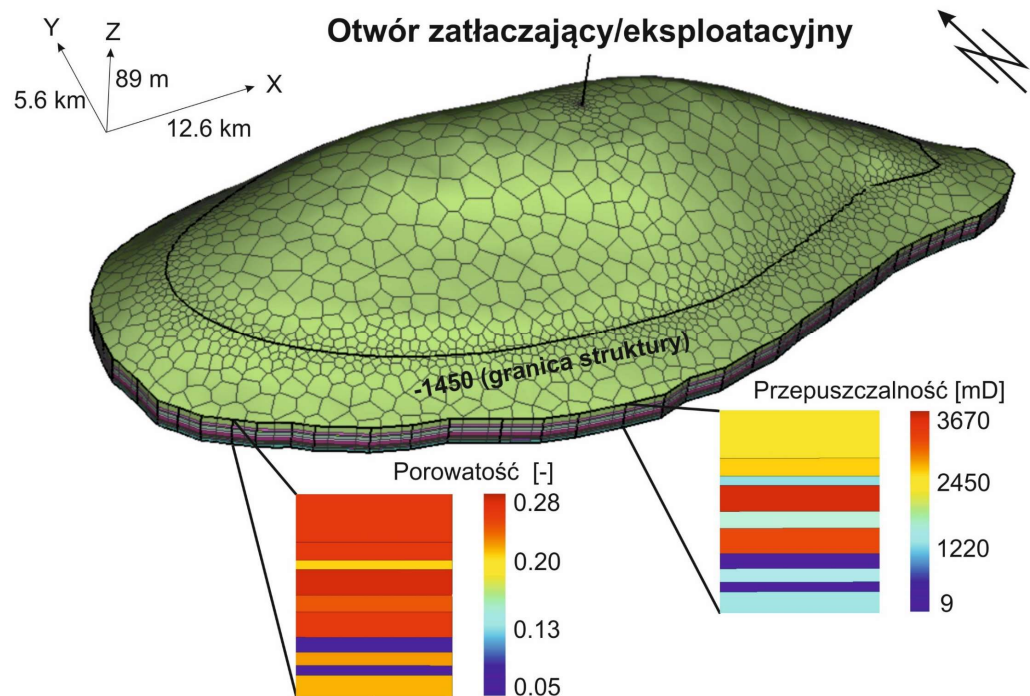 Otwór zatłaczający/eksploatacyjny
Y
Z
89 m
X
5.6 km
12.6 km
-1450 (granica struktury)
Przepuszczalność [mD]
3670
2450
1220
9
Porowatość [-]
0.28
0.20
0.13
0.05